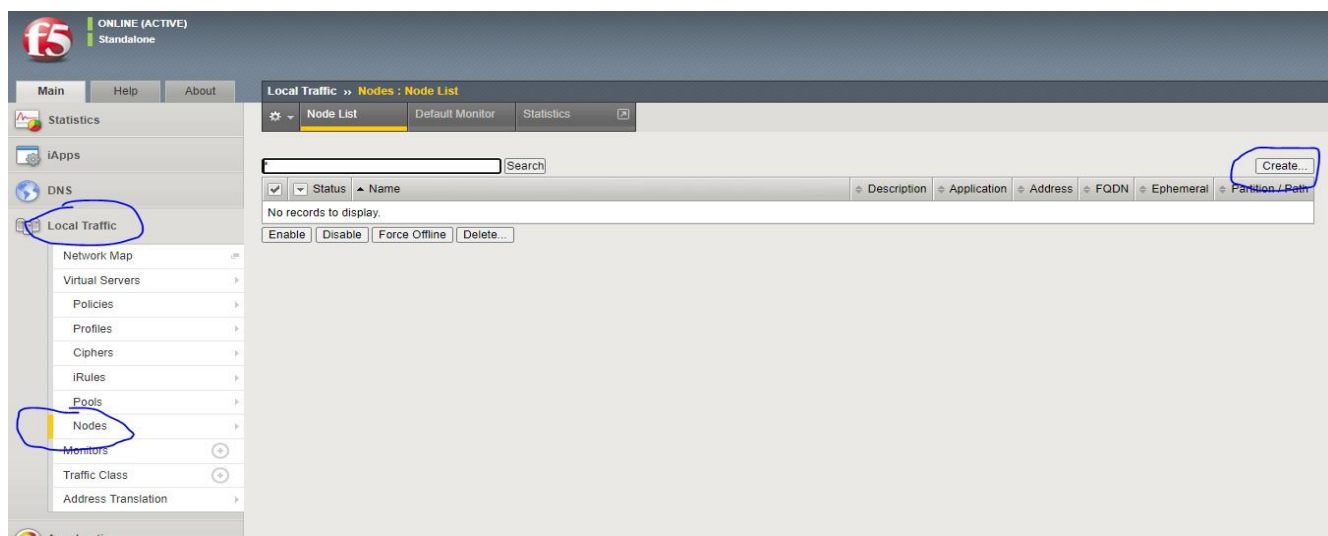 f5
ONLINE (ACTIVE)
Standalone
Main Help About
Statistics
iApps
DNS
Local Traffic
Network Map
Virtual Servers
Policies
Profiles
Ciphers
iRules
Pools
Nodes
Monitors
Traffic Class
Address Translation
Local Traffic ›› Nodes : Node List
Node List Default Monitor Statistics
* Search Create...
Status Name Description Application Address FQDN Ephemeral Partition / Path
No records to display.
Enable Disable Force Offline Delete...